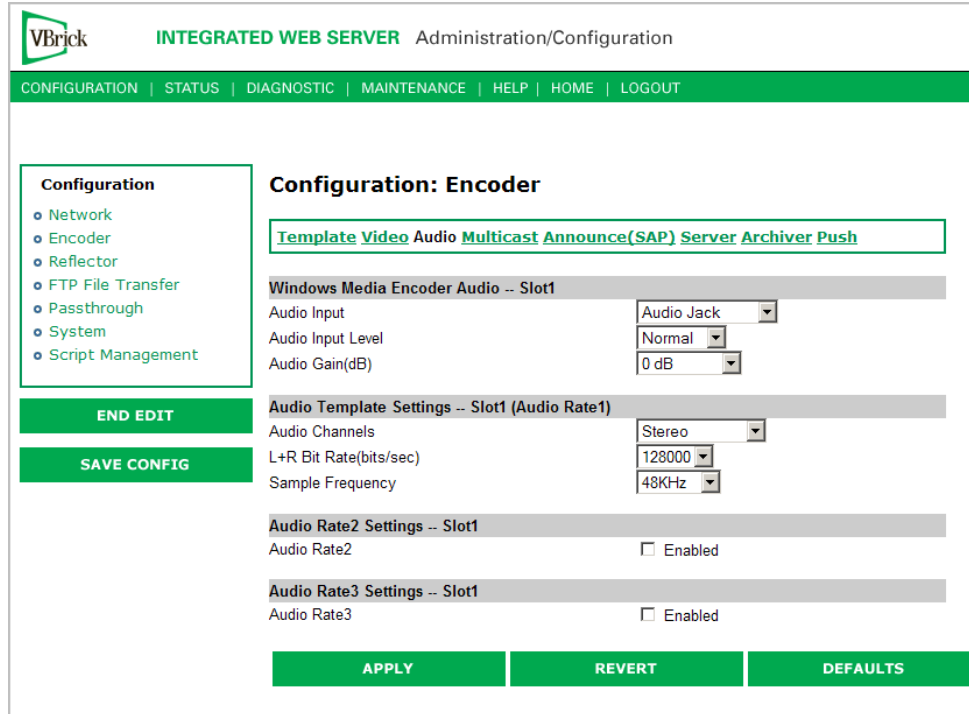 VBrick
INTEGRATED WEB SERVER Administration/Configuration
CONFIGURATION | STATUS | DIAGNOSTIC | MAINTENANCE | HELP | HOME | LOGOUT
Configuration
Network
Encoder
Reflector
FTP File Transfer
Passthrough
System
Script Management
END EDIT
SAVE CONFIG
Configuration: Encoder
Template Video Audio Multicast Announce(SAP) Server Archiver Push
Windows Media Encoder Audio -- Slot1
Audio Input Audio Jack
Audio Input Level Normal
Audio Gain(dB) 0 dB
Audio Template Settings -- Slot1 (Audio Rate1)
Audio Channels Stereo
L+R Bit Rate(bits/sec) 128000
Sample Frequency 48KHz
Audio Rate2 Settings -- Slot1
Audio Rate2 Enabled
Audio Rate3 Settings -- Slot1
Audio Rate3 Enabled
APPLY REVERT DEFAULTS